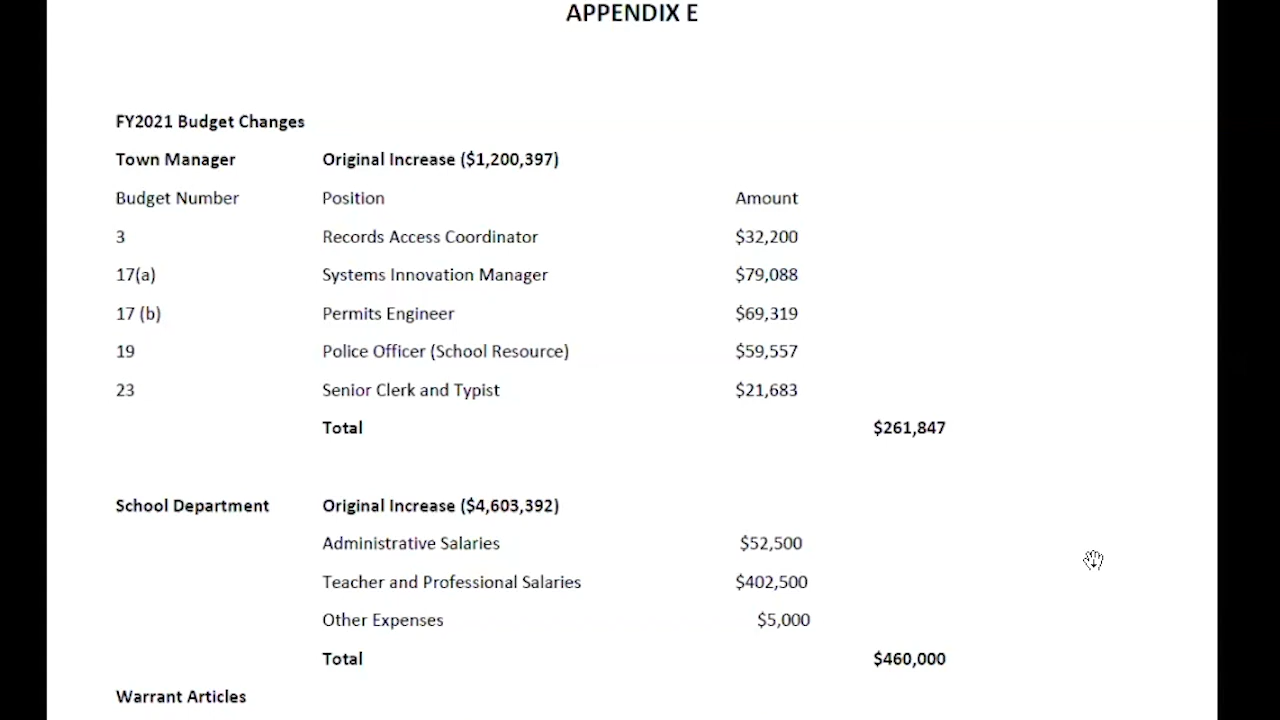 APPENDIX E
FY2021 Budget Changes
Town Manager Original Increase ($1,200,397)
Budget Number Position Amount
3 Records Access Coordinator $32,200
17(a) Systems Innovation Manager $79,088
17 (b) Permits Engineer $69,319
19 Police Officer (School Resource) $59,557
23 Senior Clerk and Typist $21,683
Total $261,847
School Department Original Increase ($4,603,392)
Administrative Salaries $52,500
Teacher and Professional Salaries $402,500
Other Expenses $5,000
Total $460,000
Warrant Articles